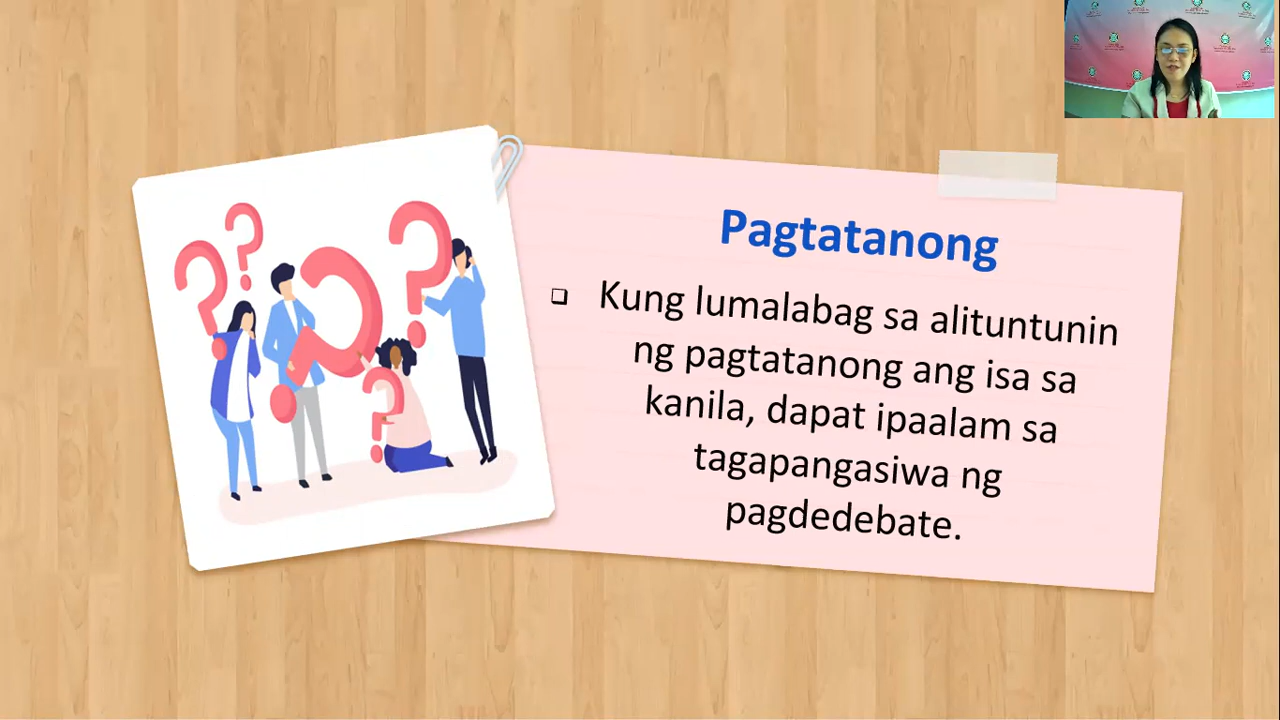 Pagtatanong
Kung lumalabag sa alituntunin
ng pagtatanong ang isa sa
kanila, dapat ipaalam sa
tagapangasiwa ng
pagdedebate.